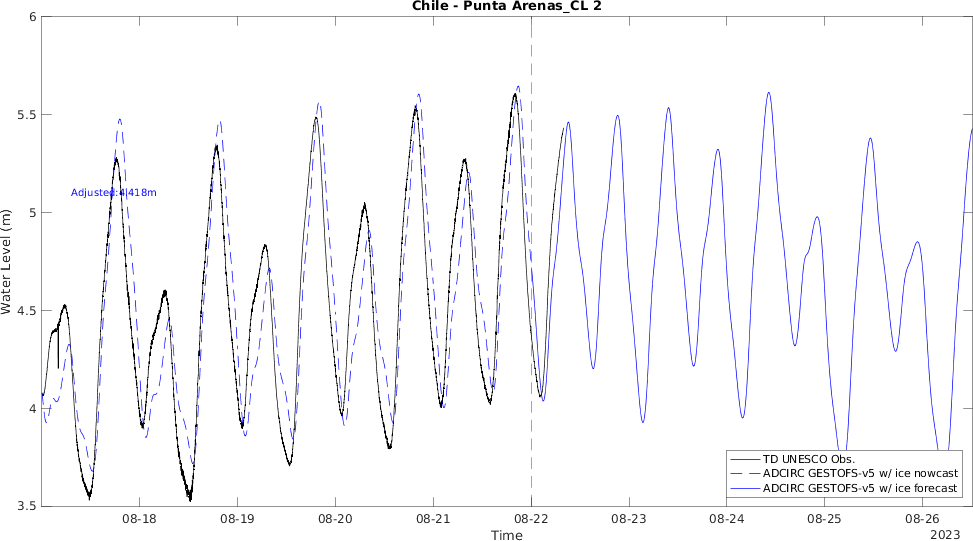 Chile - Punta Arenas_CL 2
6
5.5
5
4.5
4
3.5
Water Level (m)
Adjusted:4.418m
08-18 08-19 08-20 08-21 08-22 08-23 08-24 08-25 08-26
Time
2023
TD UNESCO Obs.
ADCIRC GESTOFS-v5 w/ ice nowcast
ADCIRC GESTOFS-v5 w/ ice forecast